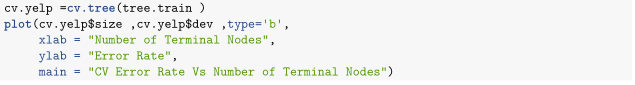 cv.yelp =cv.tree(tree.train )
plot(cv.yelp$size ,cv.yelp$dev ,type='b',
     xlab = "Number of Terminal Nodes",
     ylab = "Error Rate",
     main = "CV Error Rate Vs Number of Terminal Nodes")